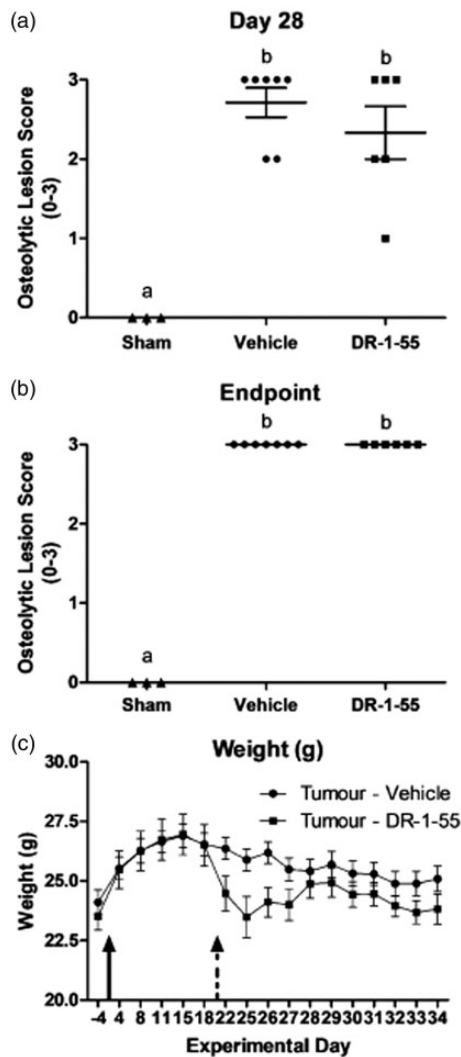 (a)
Day 28
Osteolytic Lesion Score
(0-3)
3
2
1
0
b
b
a
Sham
Vehicle
DR-1-55
(b)
Endpoint
Osteolytic Lesion Score
(0-3)
3
2
1
0
b
b
a
Sham
Vehicle
DR-1-55
(c)
Weight (g)
Weight (g)
30.0
27.5
25.0
22.5
20.0
Tumour - Vehicle
Tumour - DR-1-55
-4 4 8 11 15 18 22 25 26 27 28 29 30 31 32 33 34
Experimental Day